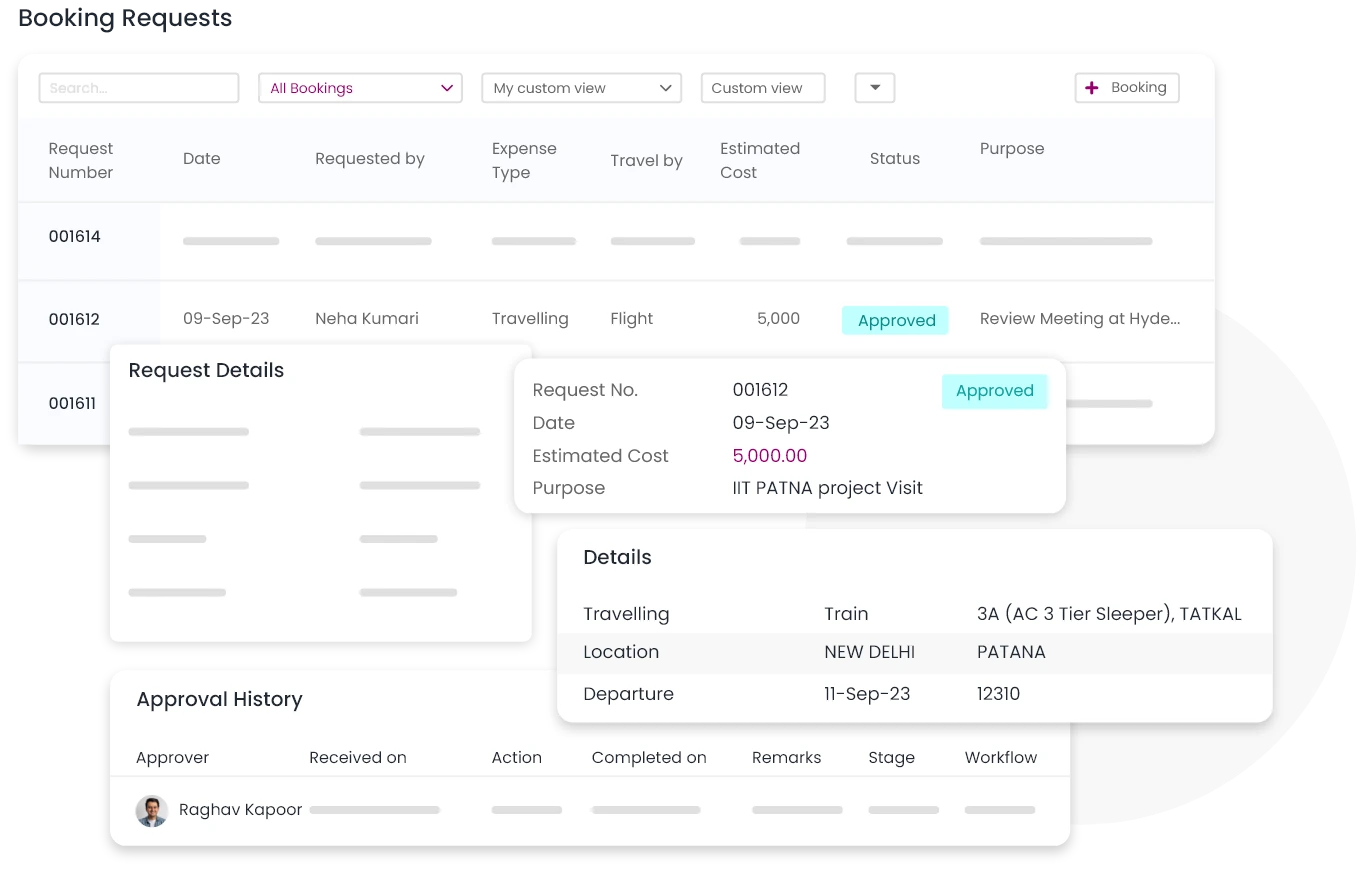 Booking Requests
Search...
All Bookings
My custom view
Custom view
Booking
Request Number
Date
Requested by
Expense Type
Travel by
Estimated Cost
Status
Purpose
001614
001612
09-Sep-23
Neha Kumari
Travelling
Flight
5,000
Approved
Review Meeting at Hyde...
001611
Request Details
Request No.
001612
Approved
Date
09-Sep-23
Estimated Cost
5,000.00
Purpose
IIT PATNA project Visit
Details
Travelling
Train
3A (AC 3 Tier Sleeper), TATKAL
Location
NEW DELHI
PATANA
Departure
11-Sep-23
12310
Approval History
Approver
Received on
Action
Completed on
Remarks
Stage
Workflow
Raghav Kapoor